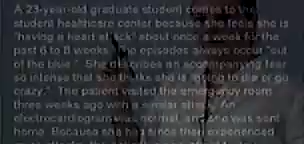 A 23-year-old graduate student comes to the
student healthcare center because she feels she is
"having a heart attack" about once a week for the
past 6 to 8 weeks. The episodes always occur "out
of the blue." She describes an accompanying fear
so intense that she thinks she is "going to die or go
crazy." The patient visited the emergency room
three weeks ago with a similar attack. An
electrocardiogram was normal, and she was sent
home. Because she has since then experienced